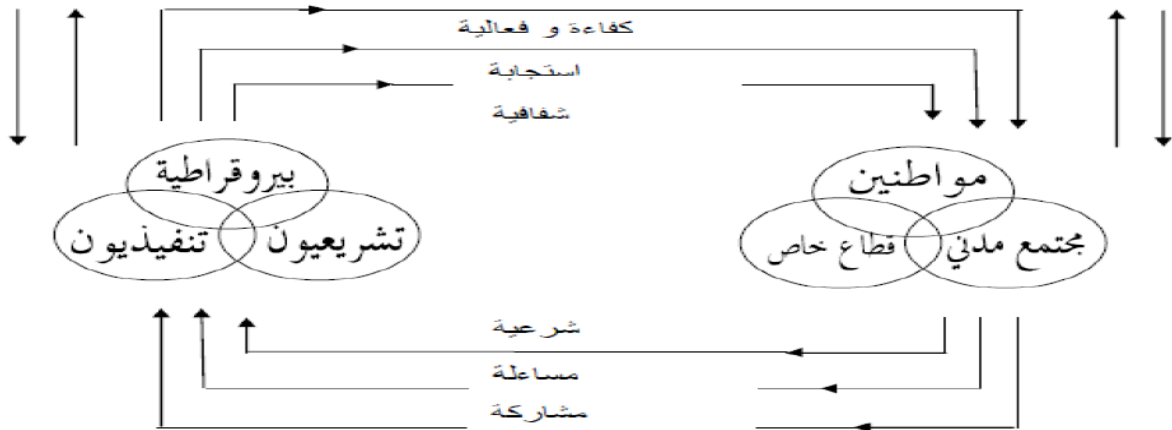 كفاءة و فعالية
استجابة
شفافية
مواطنين
بيروقراطية
مجتمع مدني
قطاع خاص
تشريعيون
تنفيذيون
شرعية
مساءلة
مشاركة